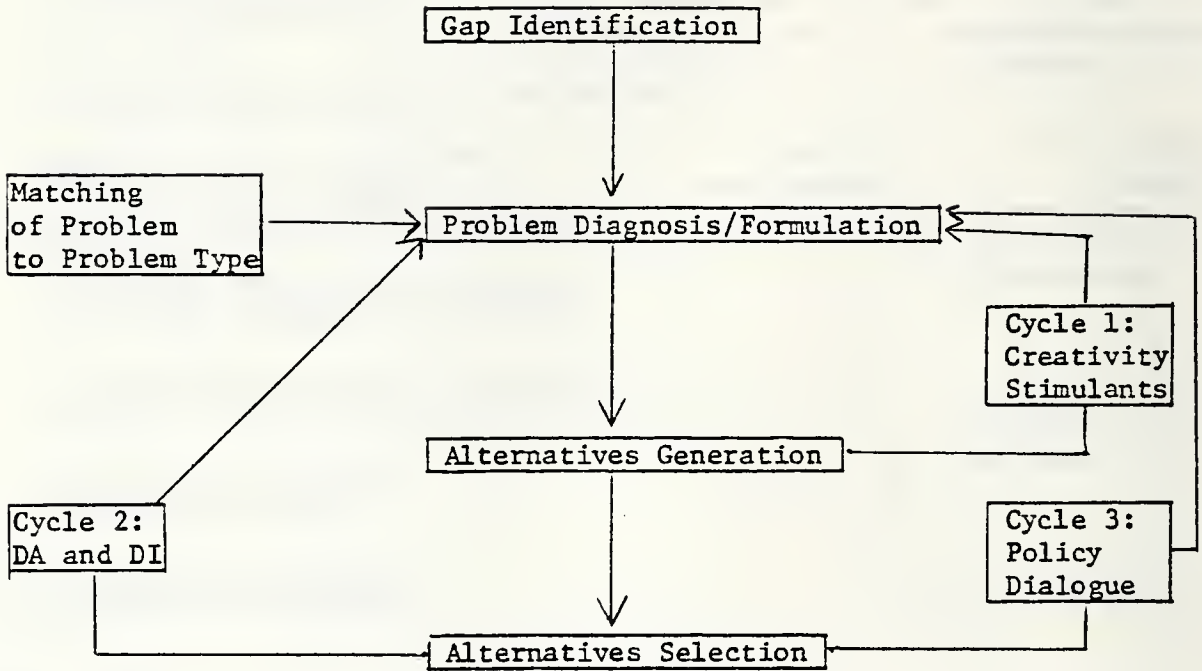 Gap Identification
Matching
of Problem
to Problem Type
Problem Diagnosis/Formulation
Cycle 1:
Creativity
Stimulants
Alternatives Generation
Cycle 2:
DA and DI
Cycle 3:
Policy
Dialogue
Alternatives Selection